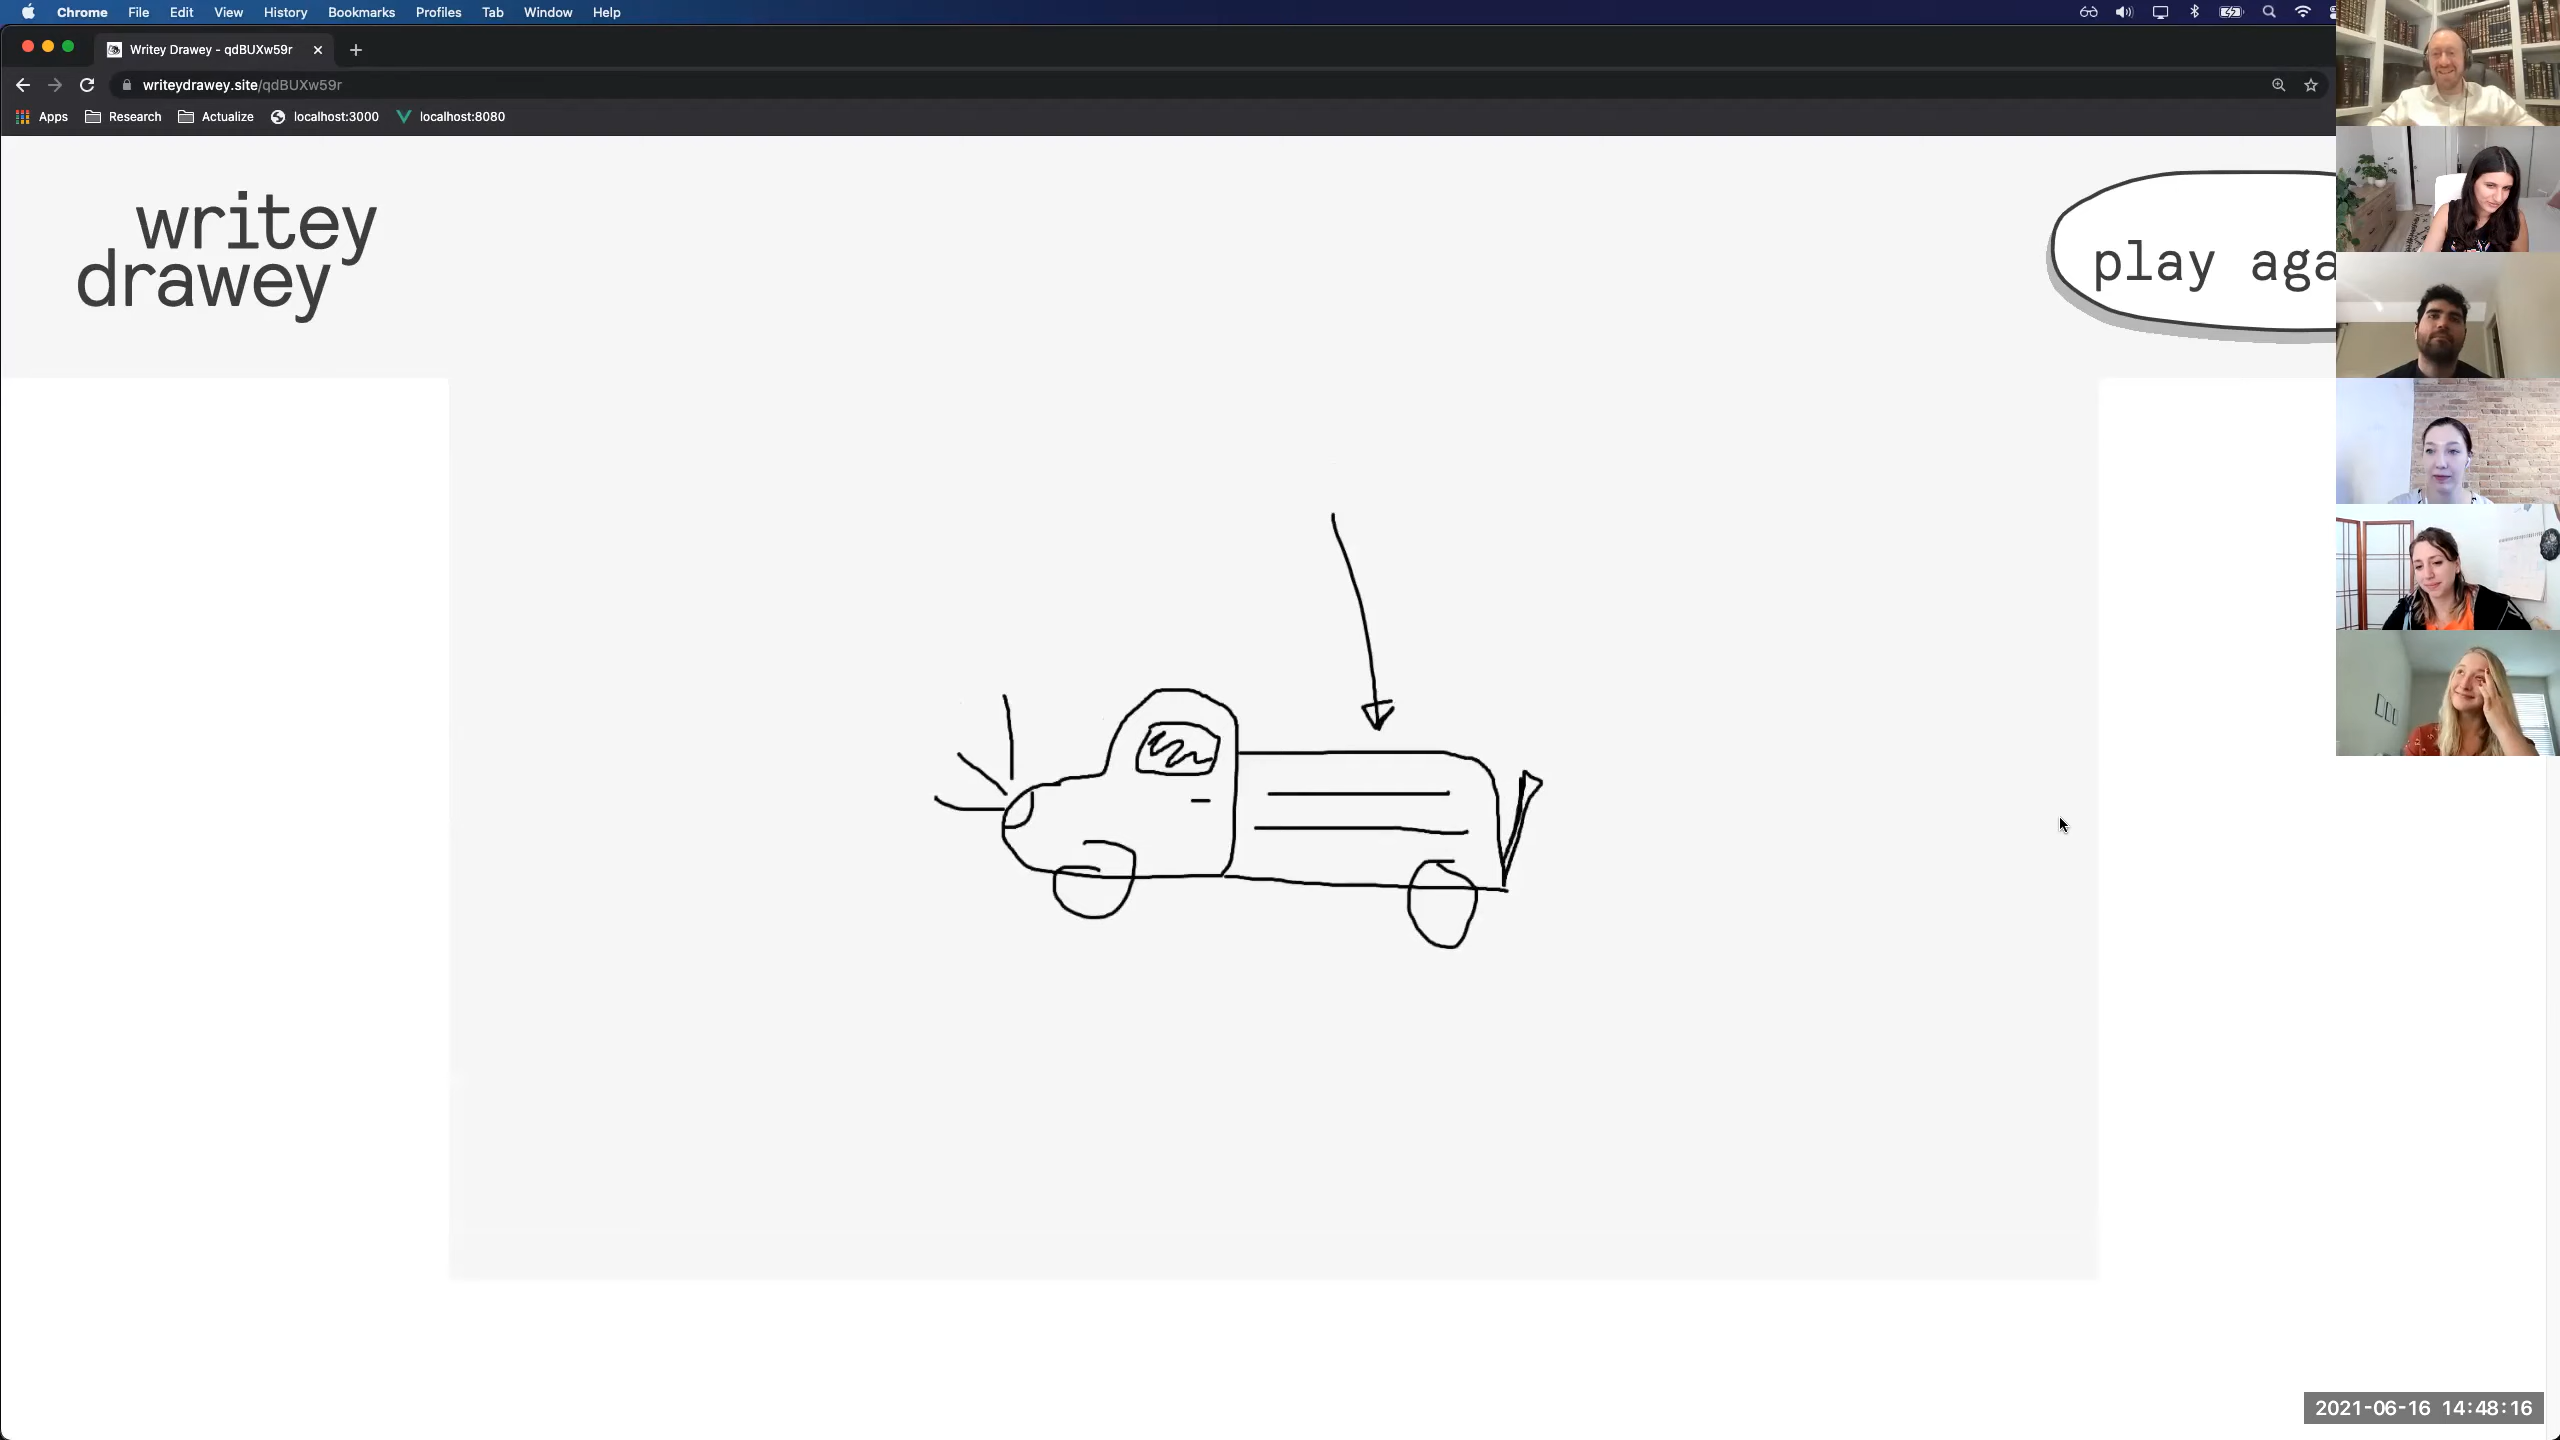 Chrome File Edit View History Bookmarks Profiles Tab Window Help
Writey Drawey - qdBUXw59r
writeydrawey.site/qdBUXw59r
Apps Research Actualize localhost:3000 localhost:8080
writey
drawey
play aga
2021-06-16 14:48:16